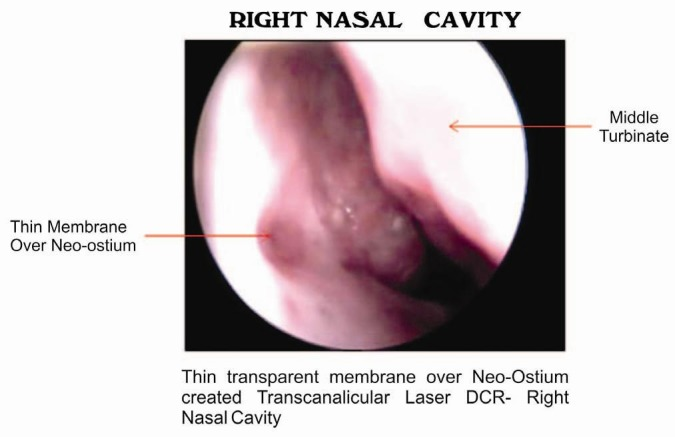 RIGHT NASAL CAVITY
Middle
Turbinate
Thin Membrane
Over Neo-ostium
Thin transparent membrane over Neo-Ostium
created Transcanalicular Laser DCR- Right
Nasal Cavity